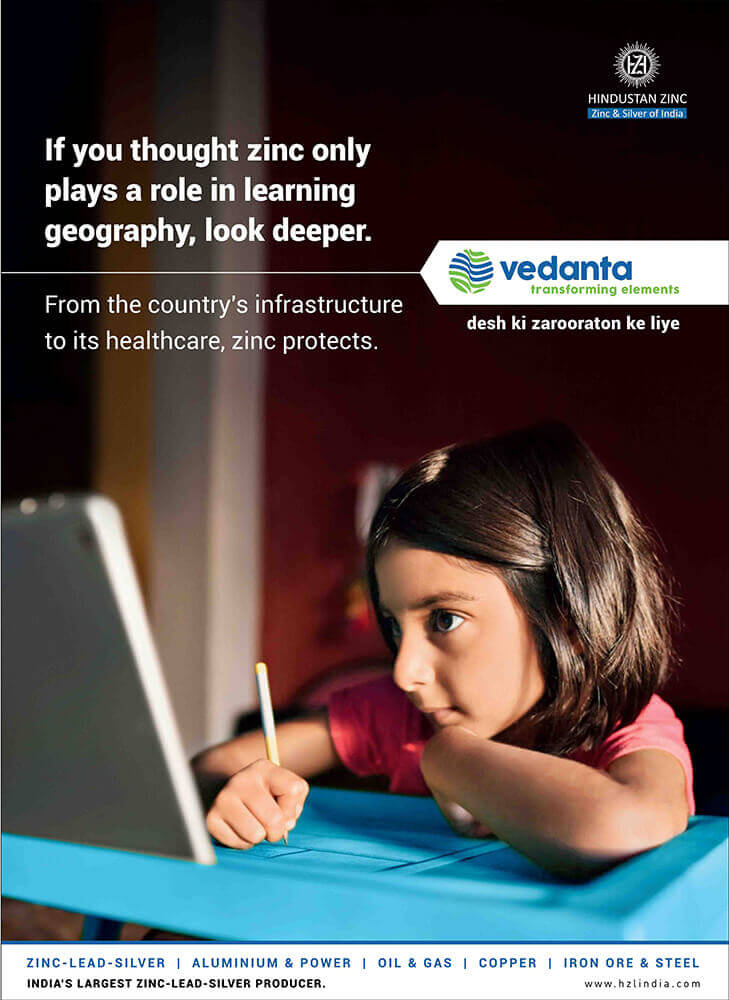 HZ
HINDUSTAN ZINC
Zinc & Silver of India
If you thought zinc only
plays a role in learning
geography, look deeper.
vedanta
transforming elements
desh ki zarooraton ke liye
From the country's infrastructure
to its healthcare, zinc protects.
ZINC-LEAD-SILVER | ALUMINIUM & POWER | OIL & GAS | COPPER | IRON ORE & STEEL
INDIA'S LARGEST ZINC-LEAD-SILVER PRODUCER.
www.hzlindia.com